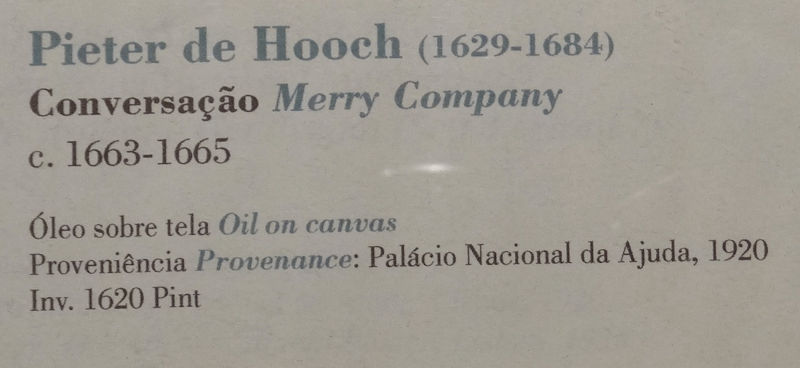 Pieter de Hooch (1629-1684)
Conversação Merry Company
c. 1663-1665
Óleo sobre tela Oil on canvas
Proveniência Provenance: Palácio Nacional da Ajuda, 1920
Inv. 1620 Pint